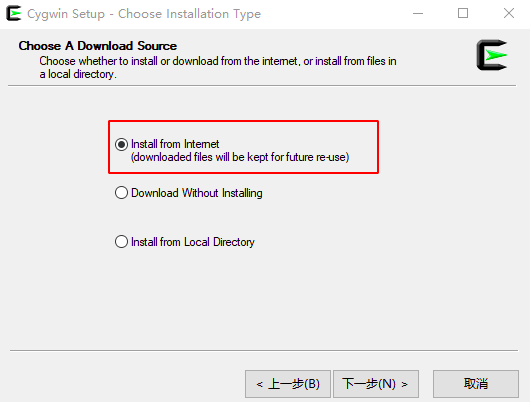 Cygwin Setup - Choose Installation Type
Choose A Download Source
Choose whether to install or download from the internet, or install from files in
a local directory.
Install from Internet
(downloaded files will be kept for future re-use)
Download Without Installing
Install from Local Directory
< 上一步(B)
下一步(N) >
取消